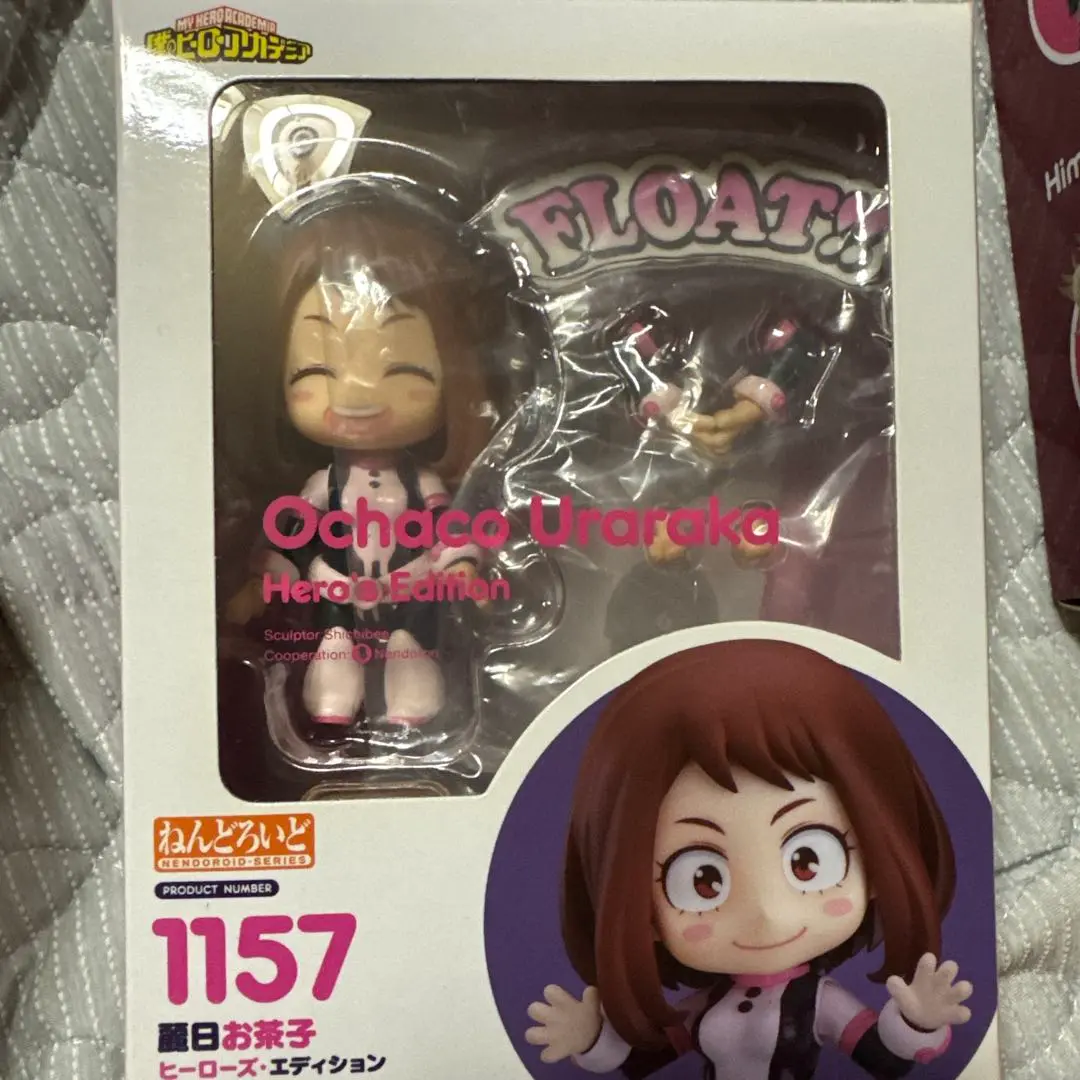 MY HERO ACADEMIA
僕のヒーローアカデミア
FLOAT!!
Ochaco Uraraka
Hero's Edition
Sculptor:Shichibee
Cooperation: Nendoron
ねんどろいど
NENDOROID-SERIES
PRODUCT NUMBER
1157
麗日お茶子
ヒーローズ・エディション
Him